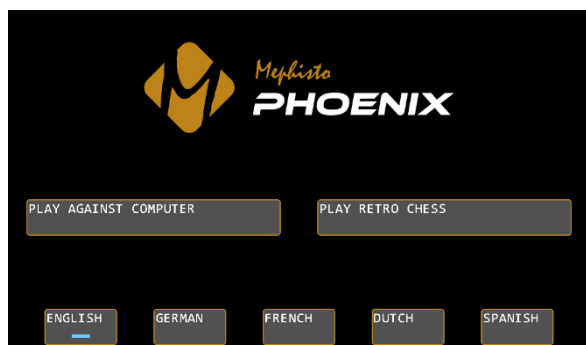 Mephisto
PHOENIX
PLAY AGAINST COMPUTER
PLAY RETRO CHESS
ENGLISH
GERMAN
FRENCH
DUTCH
SPANISH